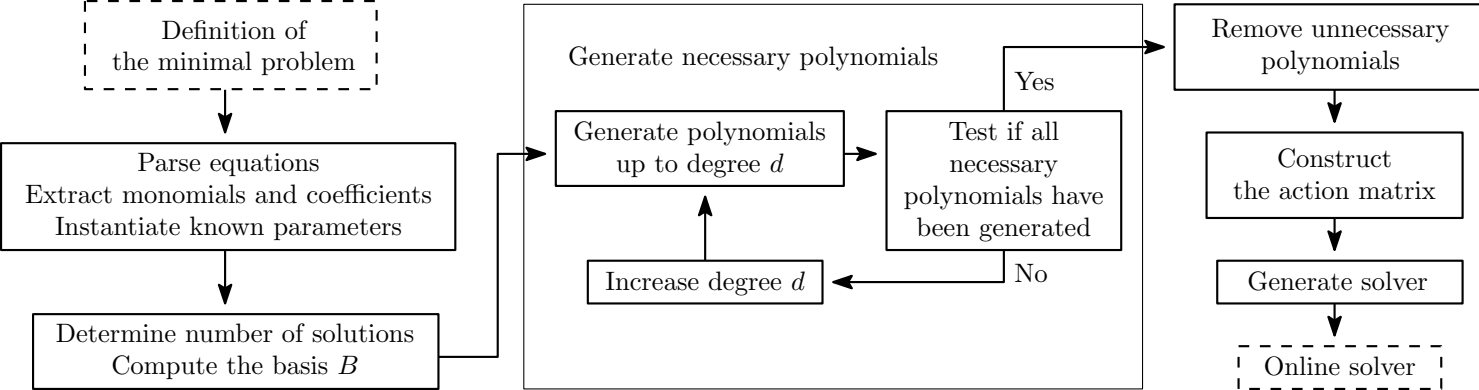 Definition of
the minimal problem
Parse equations
Extract monomials and coefficients
Instantiate known parameters
Determine number of solutions
Compute the basis B
Generate necessary polynomials
Generate polynomials
up to degree d
Test if all
necessary
polynomials have
been generated
Yes
No
Increase degree d
Remove unnecessary
polynomials
Construct
the action matrix
Generate solver
Online solver